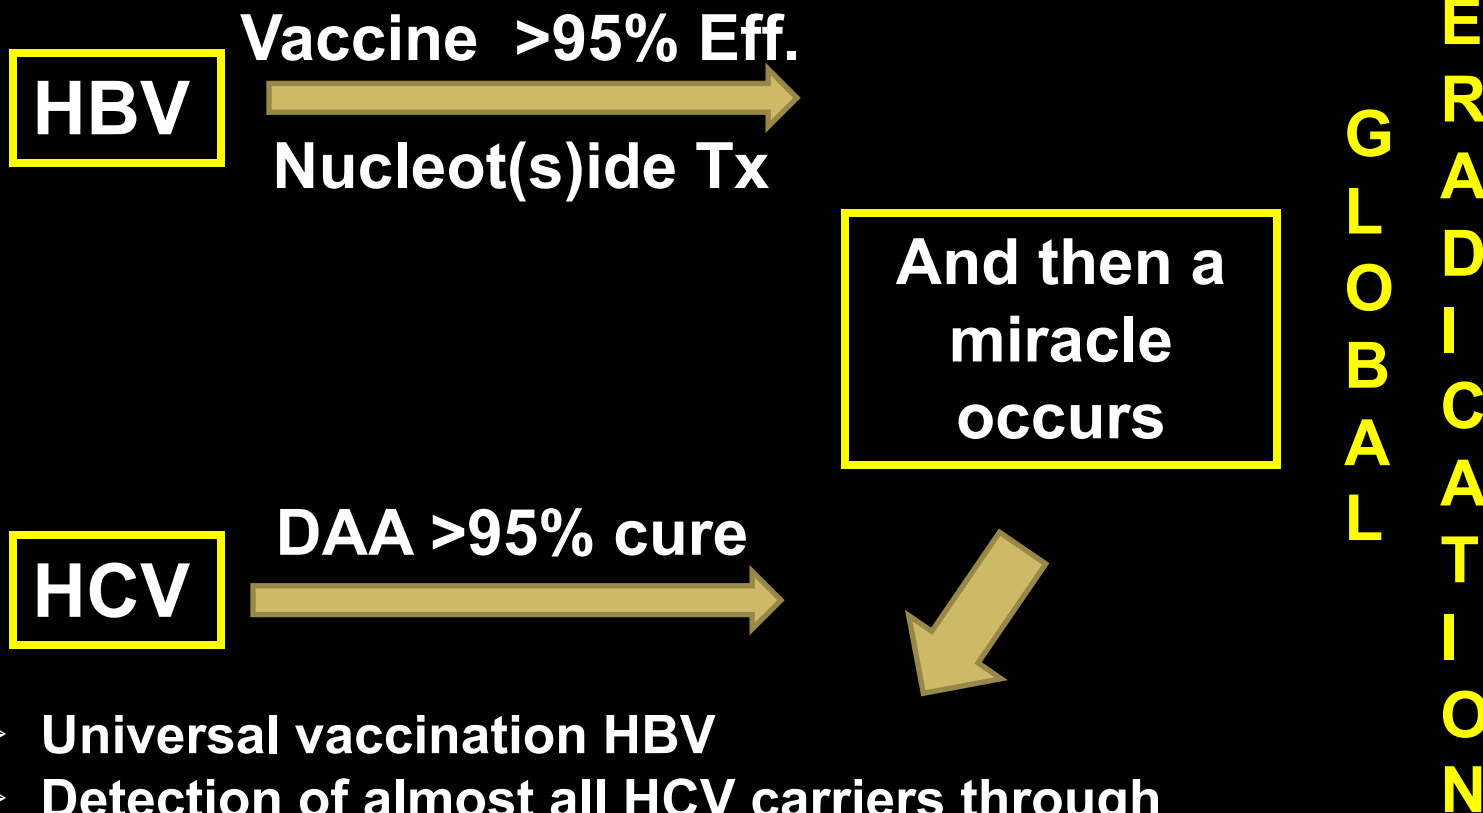 Vaccine >95% Eff.
HBV
Nucleot(s)ide Tx
And then a
miracle
occurs
DAA >95% cure
HCV
GLOBAL
ERADICATION
Universal vaccination HBV
Detection of almost all HCV carriers through